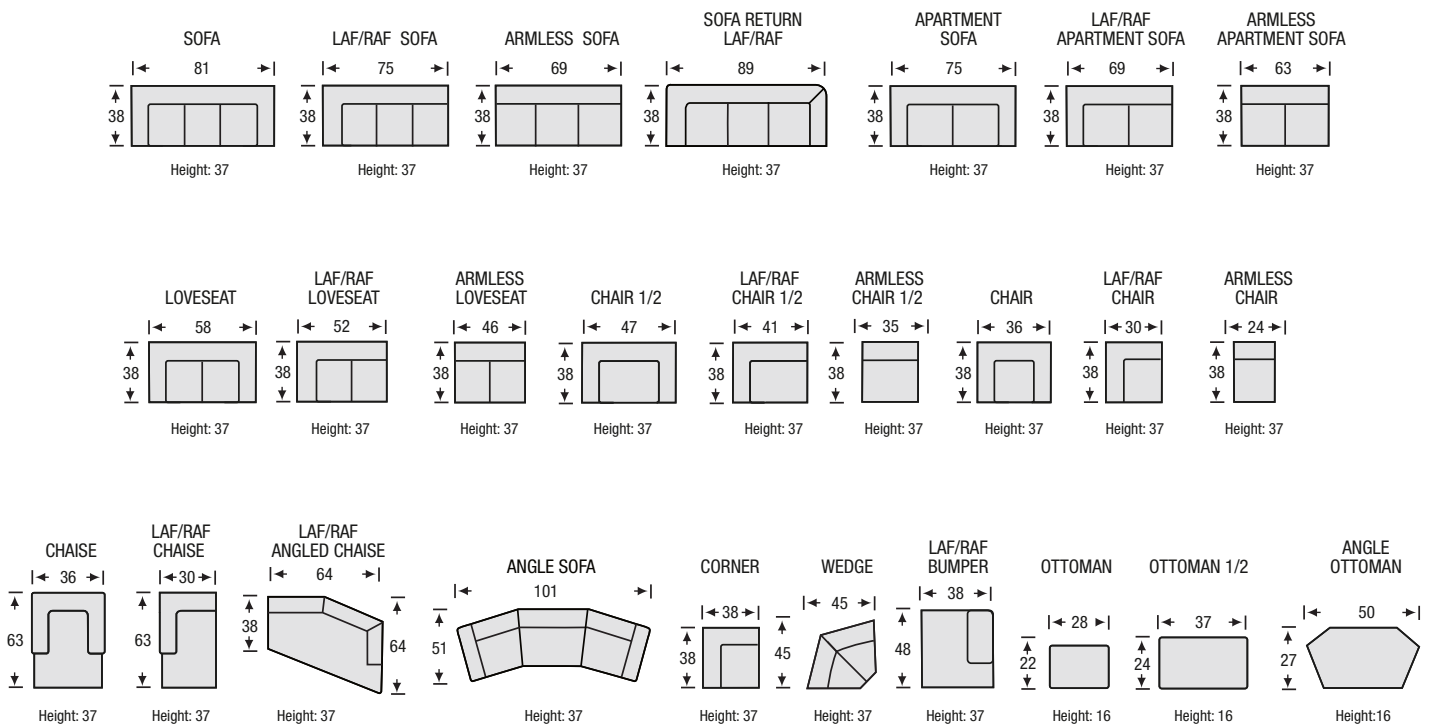 SOFA
81
38
Height: 37
LAF/RAF SOFA
75
38
Height: 37
ARMLESS SOFA
69
38
Height: 37
SOFA RETURN
LAF/RAF
89
38
Height: 37
APARTMENT
SOFA
75
38
Height: 37
LAF/RAF
APARTMENT SOFA
69
38
Height: 37
ARMLESS
APARTMENT SOFA
63
38
Height: 37
LOVESEAT
58
38
Height: 37
LAF/RAF
LOVESEAT
52
38
Height: 37
ARMLESS
LOVESEAT
46
38
Height: 37
CHAIR 1/2
47
38
Height: 37
LAF/RAF
CHAIR 1/2
41
38
Height: 37
ARMLESS
CHAIR 1/2
35
38
Height: 37
CHAIR
36
38
Height: 37
LAF/RAF
CHAIR
30
38
Height: 37
ARMLESS
CHAIR
24
38
Height: 37
CHAISE
36
63
Height: 37
LAF/RAF
CHAISE
30
63
Height: 37
LAF/RAF
ANGLED CHAISE
64
38
64
Height: 37
ANGLE SOFA
101
51
Height: 37
CORNER
38
38
Height: 37
WEDGE
45
45
Height: 37
LAF/RAF
BUMPER
38
48
Height: 37
OTTOMAN
28
22
Height: 16
OTTOMAN 1/2
37
24
Height: 16
ANGLE
OTTOMAN
50
27
Height:16